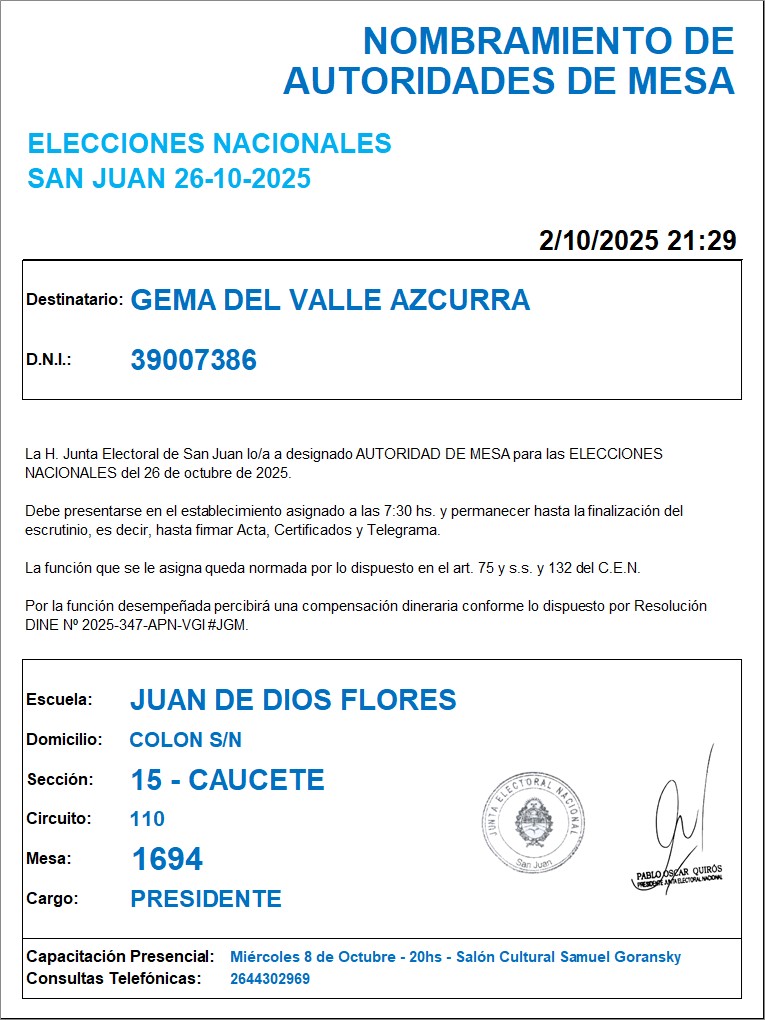 NOMBRAMIENTO DE
AUTORIDADES DE MESA
ELECCIONES NACIONALES
SAN JUAN 26-10-2025
2/10/2025 21:29
Destinatario: GEMA DEL VALLE AZCURRA
D.N.I.: 39007386
La H. Junta Electoral de San Juan lo/a a designado AUTORIDAD DE MESA para las ELECCIONES
NACIONALES del 26 de octubre de 2025.
Debe presentarse en el establecimiento asignado a las 7:30 hs. y permanecer hasta la finalización del
escrutinio, es decir, hasta firmar Acta, Certificados y Telegrama.
La función que se le asigna queda normada por lo dispuesto en el art. 75 y s.s. y 132 del C.E.N.
Por la función desempeñada percibirá una compensación dineraria conforme lo dispuesto por Resolución
DINE Nº 2025-347-APN-VGI#JGM.
Escuela: JUAN DE DIOS FLORES
Domicilio: COLON S/N
Sección: 15 - CAUCETE
Circuito: 110
Mesa: 1694
Cargo: PRESIDENTE
JUNTA ELECTORAL NACIONAL
San Juan
PABLO OSCAR QUIRÓS
PRESIDENTE JUNTA ELECTORAL NACIONAL
Capacitación Presencial: Miércoles 8 de Octubre - 20hs - Salón Cultural Samuel Goransky
Consultas Telefónicas: 2644302969